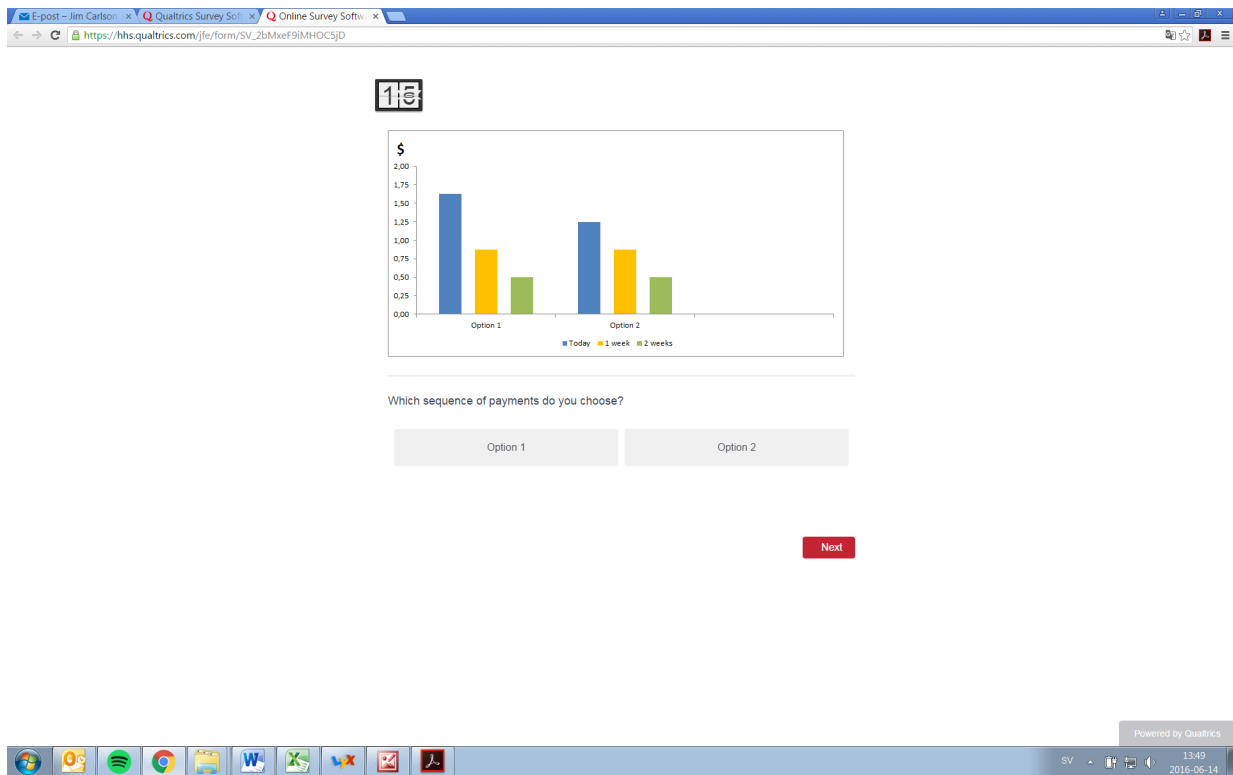 E-post – Jim Carlson
Qualtrics Survey Soft
Online Survey Softw
https://hhs.qualtrics.com/jfe/form/SV_2bMxeF9iMHOC5jD
$
2,00
1,75
1,50
1,25
1,00
0,75
0,50
0,25
0,00
Option 1 Option 2
Today 1 week 2 weeks
Which sequence of payments do you choose?
Option 1 Option 2
Next
Powered by Qualtrics
SV 13:49
2016-06-14